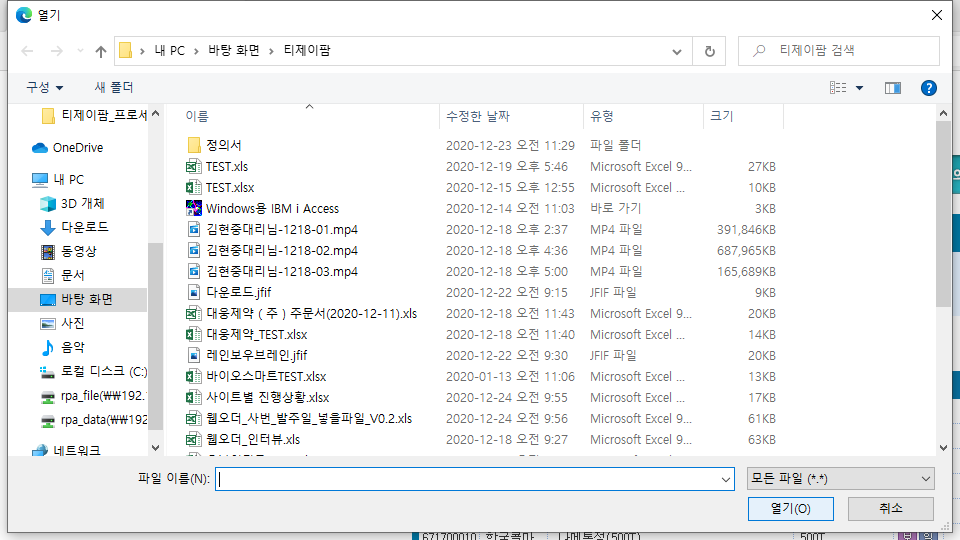 열기
내 PC > 바탕 화면 > 티제이팜
티제이팜 검색
구성
새 폴더
티제이팜_프로세
OneDrive
내 PC
3D 개체
다운로드
동영상
문서
바탕 화면
사진
음악
로컬 디스크 (C:)
rpa_file(₩₩192.1
rpa_data(₩₩192
네트워크
이름 수정한 날짜 유형 크기
정의서 2020-12-23 오전 11:29 파일 폴더
TEST.xls 2020-12-19 오후 5:46 Microsoft Excel 9... 27KB
TEST.xlsx 2020-12-15 오후 12:55 Microsoft Excel ... 10KB
Windows용 IBM i Access 2020-12-14 오전 11:03 바로 가기 3KB
김현중대리님-1218-01.mp4 2020-12-18 오후 2:37 MP4 파일 391,846KB
김현중대리님-1218-02.mp4 2020-12-18 오후 4:36 MP4 파일 687,965KB
김현중대리님-1218-03.mp4 2020-12-18 오후 5:00 MP4 파일 165,689KB
다운로드.jfif 2020-12-22 오전 9:15 JFIF 파일 9KB
대웅제약 ( 주 ) 주문서(2020-12-11).xls 2020-12-18 오전 11:43 Microsoft Excel 9... 20KB
대웅제약_TEST.xlsx 2020-12-18 오전 11:40 Microsoft Excel ... 14KB
레인보우브레인.jfif 2020-12-22 오전 9:30 JFIF 파일 20KB
바이오스마트TEST.xlsx 2020-01-13 오전 11:06 Microsoft Excel ... 13KB
사이트별 진행상황.xlsx 2020-12-24 오전 9:55 Microsoft Excel ... 17KB
웹오더_사번_발주일_넣을파일_V0.2.xls 2020-12-24 오전 9:56 Microsoft Excel 9... 61KB
웹오더_인터뷰.xls 2020-12-18 오전 9:27 Microsoft Excel 9... 63KB
파일 이름(N):
모든 파일 (*.*)
열기(O)
취소